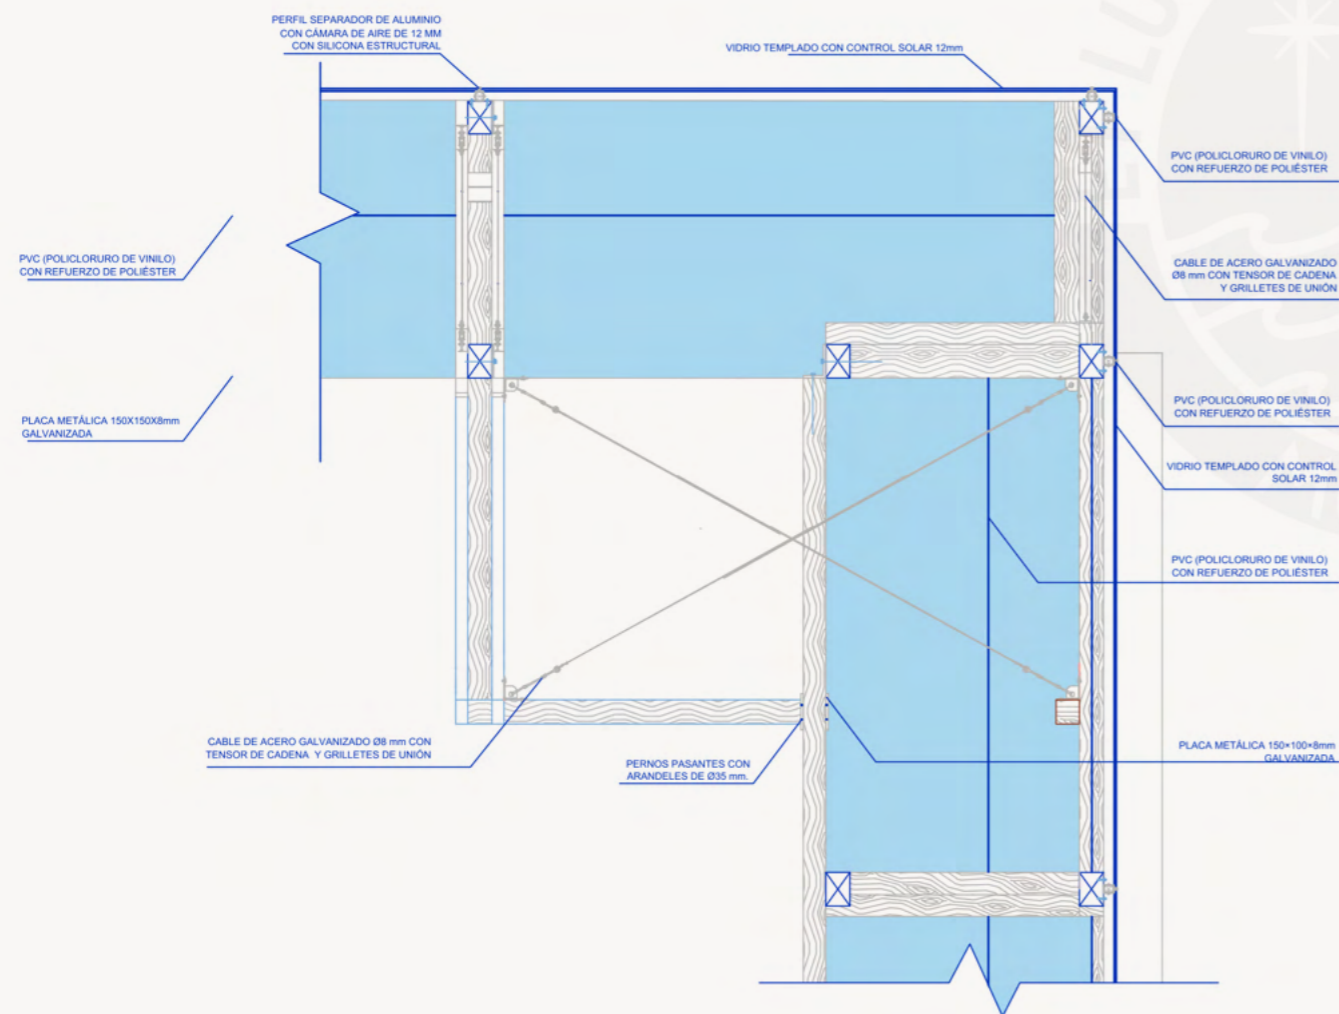 PERFIL SEPARADOR DE ALUMINIO
CON CÁMARA DE AIRE DE 12 MM
CON SILICONA ESTRUCTURAL
VIDRIO TEMPLADO CON CONTROL SOLAR 12mm
PVC (POLICLORURO DE VINILO)
CON REFUERZO DE POLIÉSTER
PVC (POLICLORURO DE VINILO)
CON REFUERZO DE POLIÉSTER
CABLE DE ACERO GALVANIZADO
Ø8 mm CON TENSOR DE CADENA
Y GRILLETES DE UNIÓN
PLACA METÁLICA 150X150X8mm
GALVANIZADA
PVC (POLICLORURO DE VINILO)
CON REFUERZO DE POLIÉSTER
VIDRIO TEMPLADO CON CONTROL
SOLAR 12mm
PVC (POLICLORURO DE VINILO)
CON REFUERZO DE POLIÉSTER
CABLE DE ACERO GALVANIZADO Ø8 mm CON
TENSOR DE CADENA Y GRILLETES DE UNIÓN
PERNOS PASANTES CON
ARANDELES DE Ø35 mm.
PLACA METÁLICA 150×100×8mm
GALVANIZADA